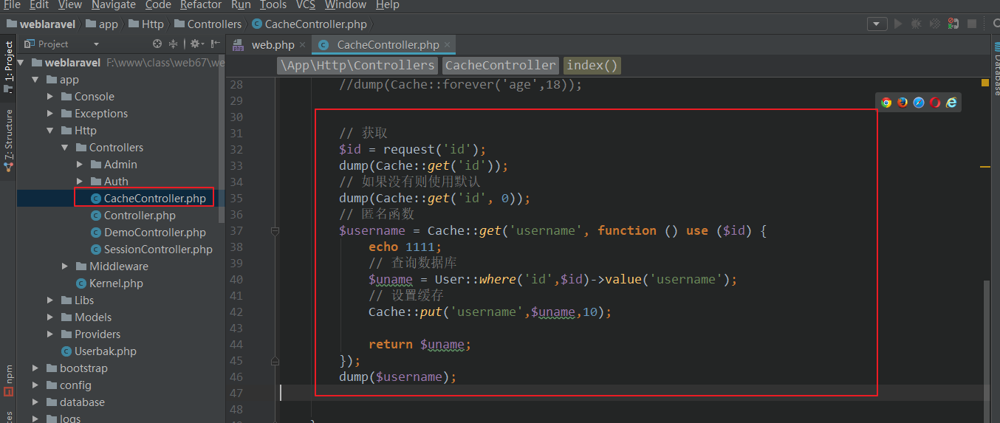 File Edit View Navigate Code Refactor Run Tools VCS Window Help
weblaravel app Http Controllers CacheController.php
Project web.php CacheController.php
\App\Http\Controllers CacheController index()
1: Project
7: Structure
npm
Database
weblaravel F:\www\class\web67\we
app
Console
Exceptions
Http
Controllers
Admin
Auth
CacheController.php
Controller.php
DemoController.php
SessionController.php
Middleware
Kernel.php
Libs
Models
Providers
Userbak.php
bootstrap
config
database
logs
28 //dump(Cache::forever('age',18));
29
30
31 // 获取
32 $id = request('id');
33 dump(Cache::get('id'));
34 // 如果没有则使用默认
35 dump(Cache::get('id', 0));
36 // 匿名函数
37 $username = Cache::get('username', function () use ($id) {
38 echo 1111;
39 // 查询数据库
40 $uname = User::where('id',$id)->value('username');
41 // 设置缓存
42 Cache::put('username',$uname,10);
43
44 return $uname;
45 });
46 dump($username);
47
48
}